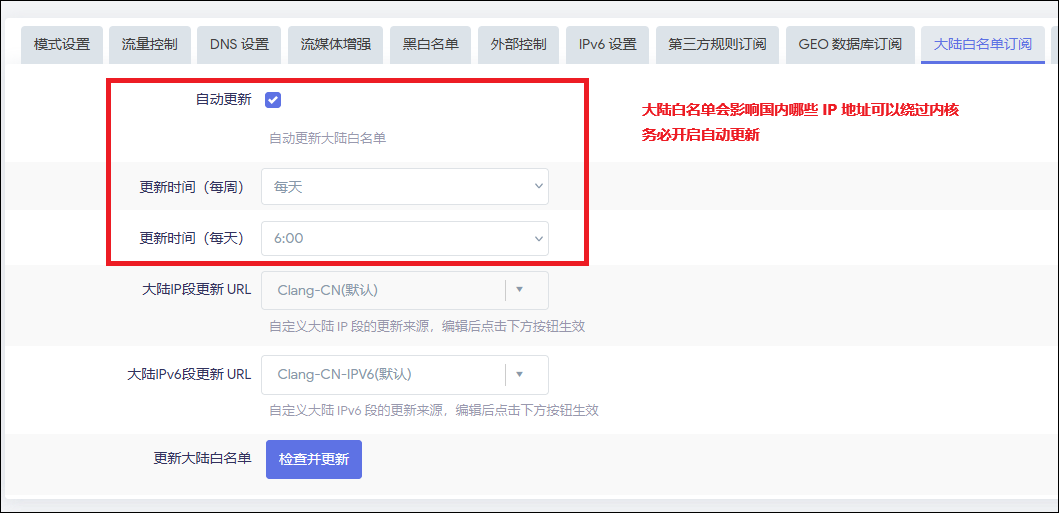 模式设置 流量控制 DNS 设置 流媒体增强 黑白名单 外部控制 IPv6 设置 第三方规则订阅 GEO 数据库订阅 大陆白名单订阅
自动更新
自动更新大陆白名单
大陆白名单会影响国内哪些 IP 地址可以绕过内核
务必开启自动更新
更新时间（每周） 每天
更新时间（每天） 6:00
大陆IP段更新 URL Clang-CN(默认)
自定义大陆 IP 段的更新来源，编辑后点击下方按钮生效
大陆IPv6段更新 URL Clang-CN-IPV6(默认)
自定义大陆 IPv6 段的更新来源，编辑后点击下方按钮生效
更新大陆白名单 检查并更新